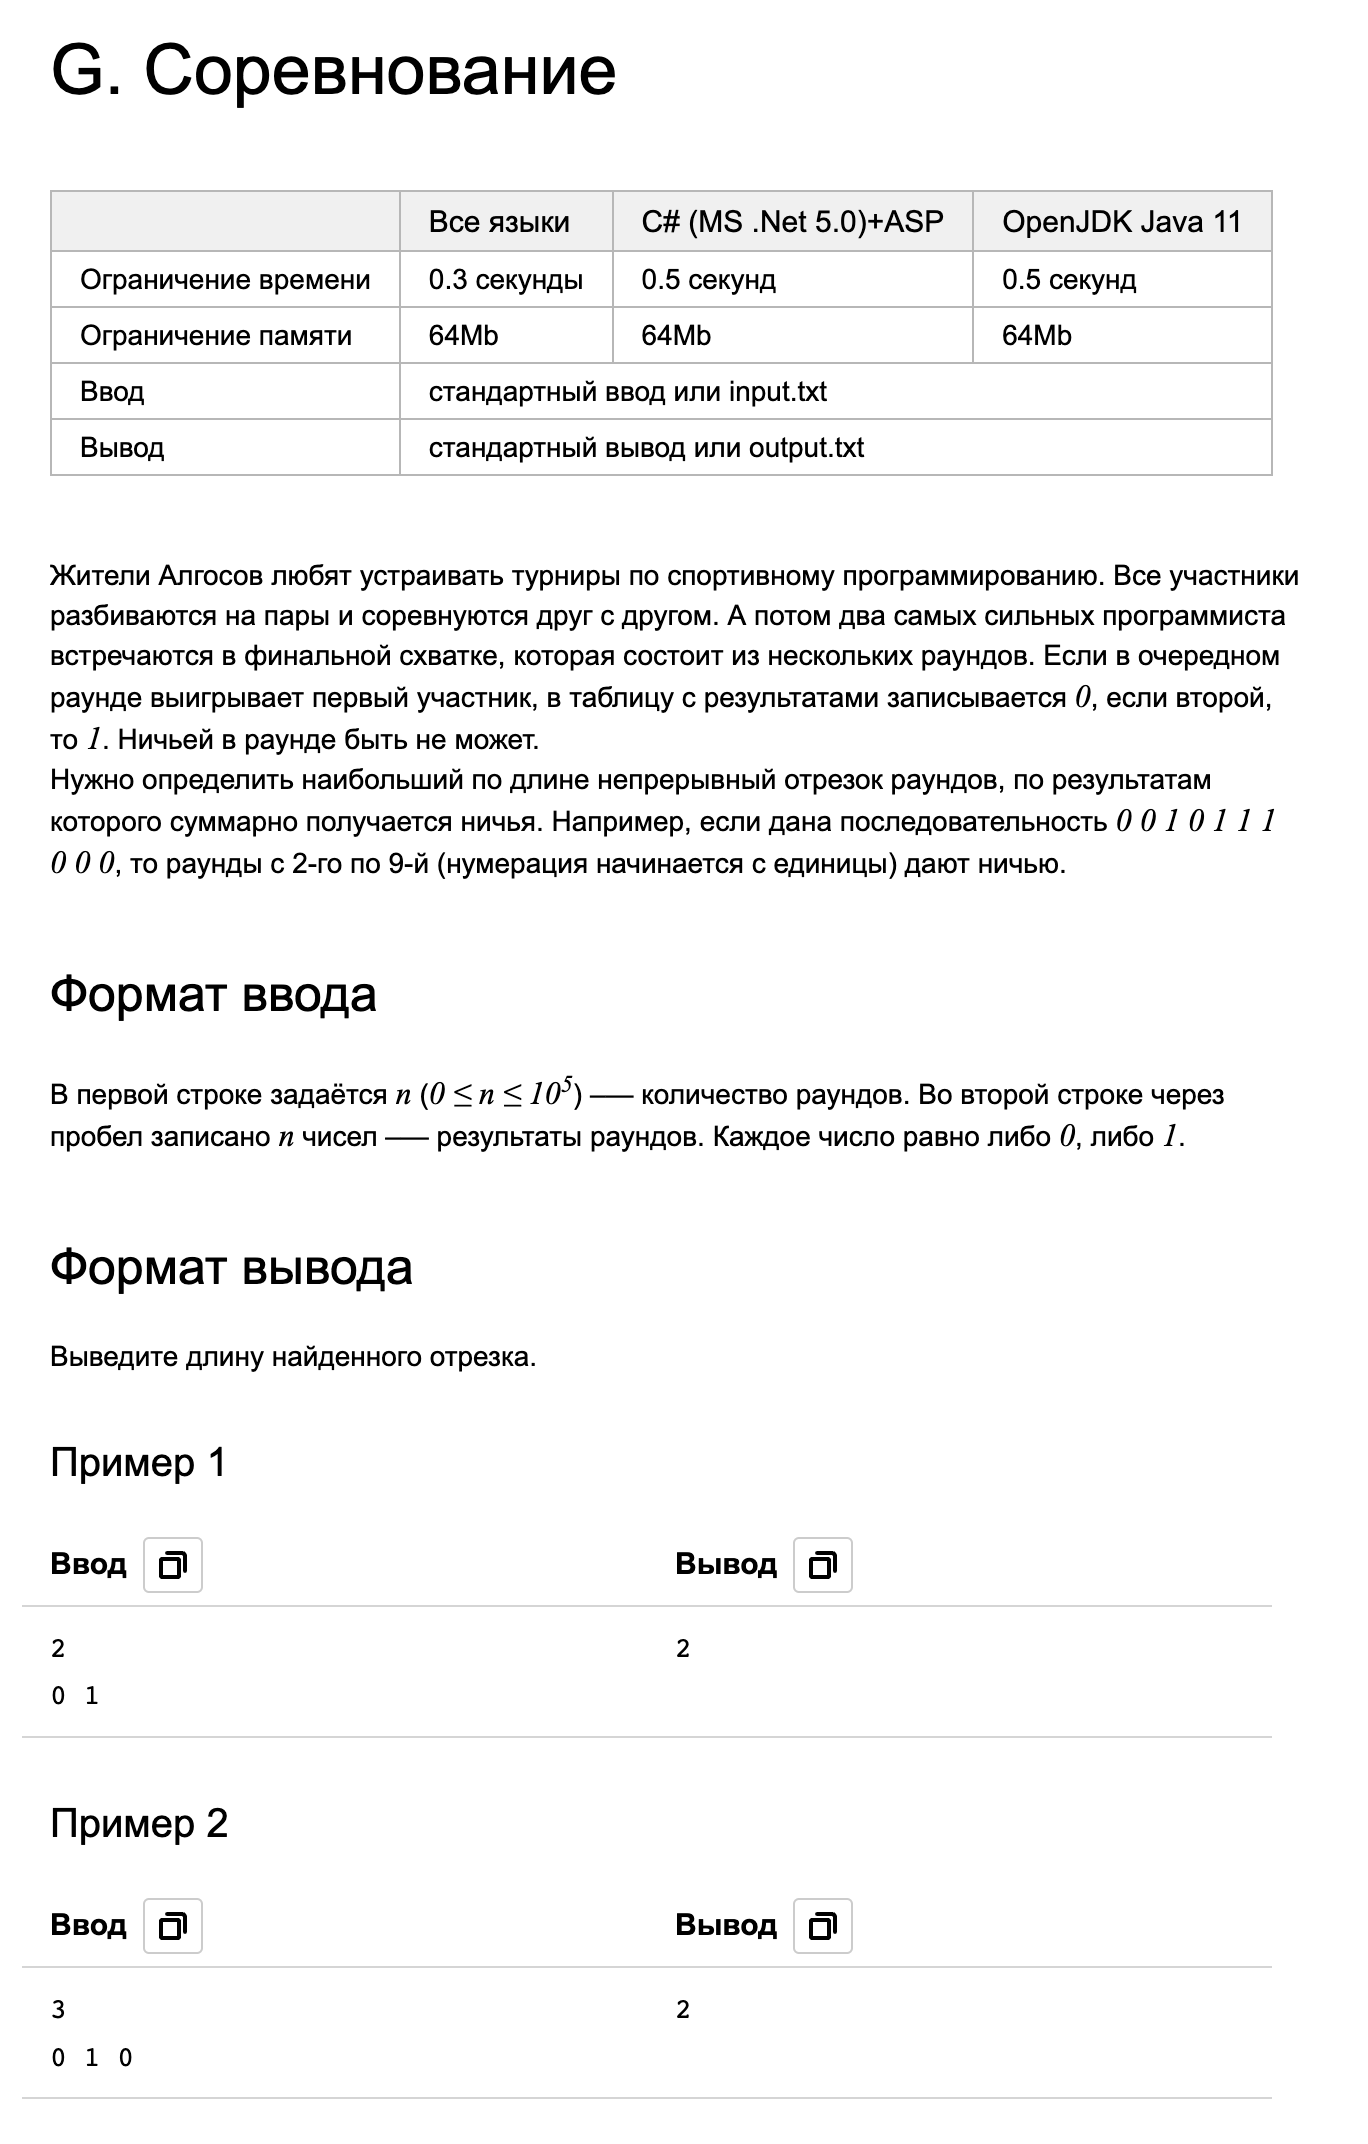 G. Соревнование
Все языки C# (MS .Net 5.0)+ASP OpenJDK Java 11
Ограничение времени 0.3 секунды 0.5 секунд 0.5 секунд
Ограничение памяти 64Mb 64Mb 64Mb
Ввод стандартный ввод или input.txt
Вывод стандартный вывод или output.txt
Жители Алгосов любят устраивать турниры по спортивному программированию. Все участники
разбиваются на пары и соревнуются друг с другом. А потом два самых сильных программиста
встречаются в финальной схватке, которая состоит из нескольких раундов. Если в очередном
раунде выигрывает первый участник, в таблицу с результатами записывается 0, если второй,
то 1. Ничьей в раунде быть не может.
Нужно определить наибольший по длине непрерывный отрезок раундов, по результатам
которого суммарно получается ничья. Например, если дана последовательность 0 0 1 0 1 1 1
0 0 0, то раунды с 2-го по 9-й (нумерация начинается с единицы) дают ничью.
Формат ввода
В первой строке задаётся n (0 ≤ n ≤ 10⁵) — количество раундов. Во второй строке через
пробел записано n чисел — результаты раундов. Каждое число равно либо 0, либо 1.
Формат вывода
Выведите длину найденного отрезка.
Пример 1
Ввод Вывод
2 2
0 1
Пример 2
Ввод Вывод
3 2
0 1 0